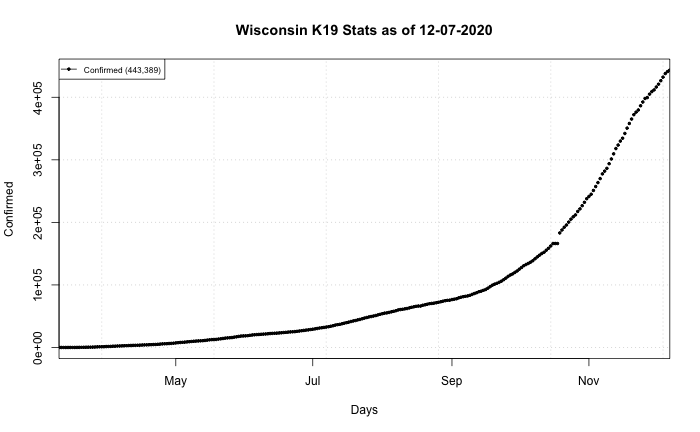 Wisconsin K19 Stats as of 12-07-2020
Confirmed (443,389)
Confirmed
4e+05
3e+05
2e+05
1e+05
0e+00
May Jul Sep Nov
Days